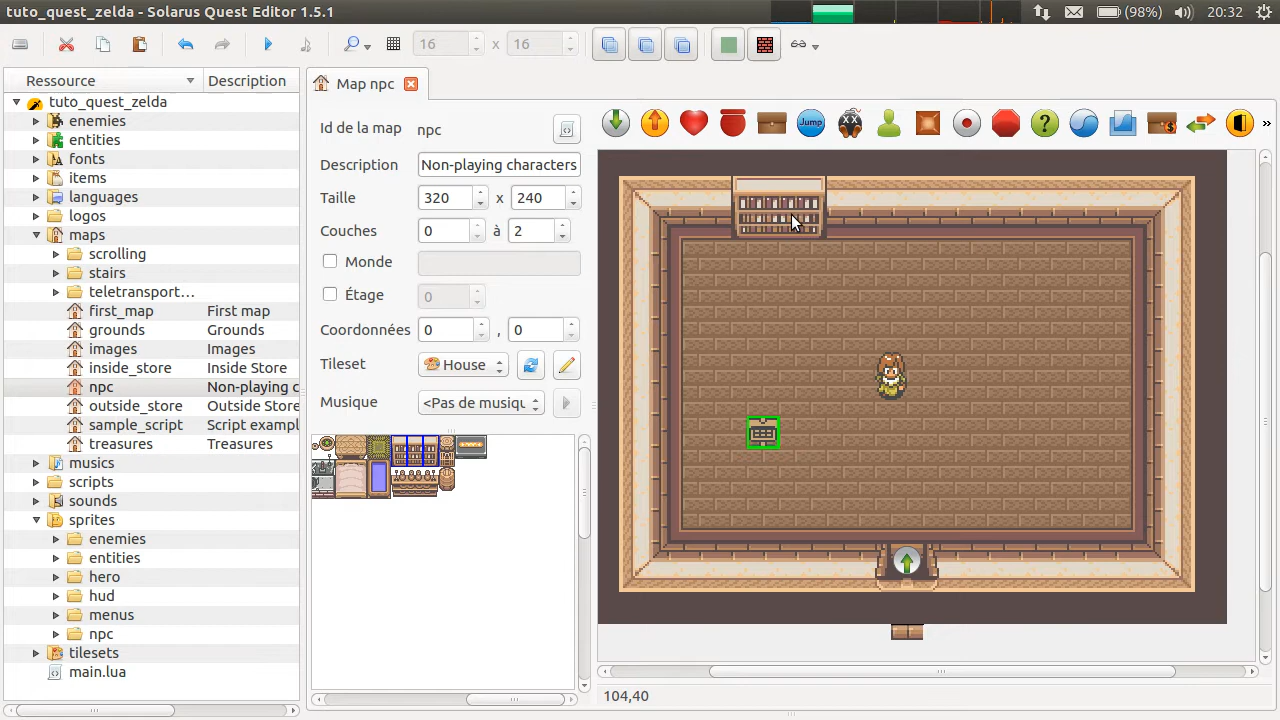 tuto_quest_zelda - Solarus Quest Editor 1.5.1
(98%)
20:32
16 x 16
Ressource Description
tuto_quest_zelda
enemies
entities
fonts
items
languages
logos
maps
scrolling
stairs
teletransport…
first_map First map
grounds Grounds
images Images
inside_store Inside Store
npc Non-playing c
outside_store Outside Store
sample_script Script exampl
treasures Treasures
musics
scripts
sounds
sprites
enemies
entities
hero
hud
menus
npc
tilesets
main.lua
Map npc
Id de la map npc
Description Non-playing characters
Taille 320 x 240
Couches 0 à 2
Monde
Étage 0
Coordonnées 0 , 0
Tileset House
Musique <Pas de musiqu
Jump
?
$
»
104,40